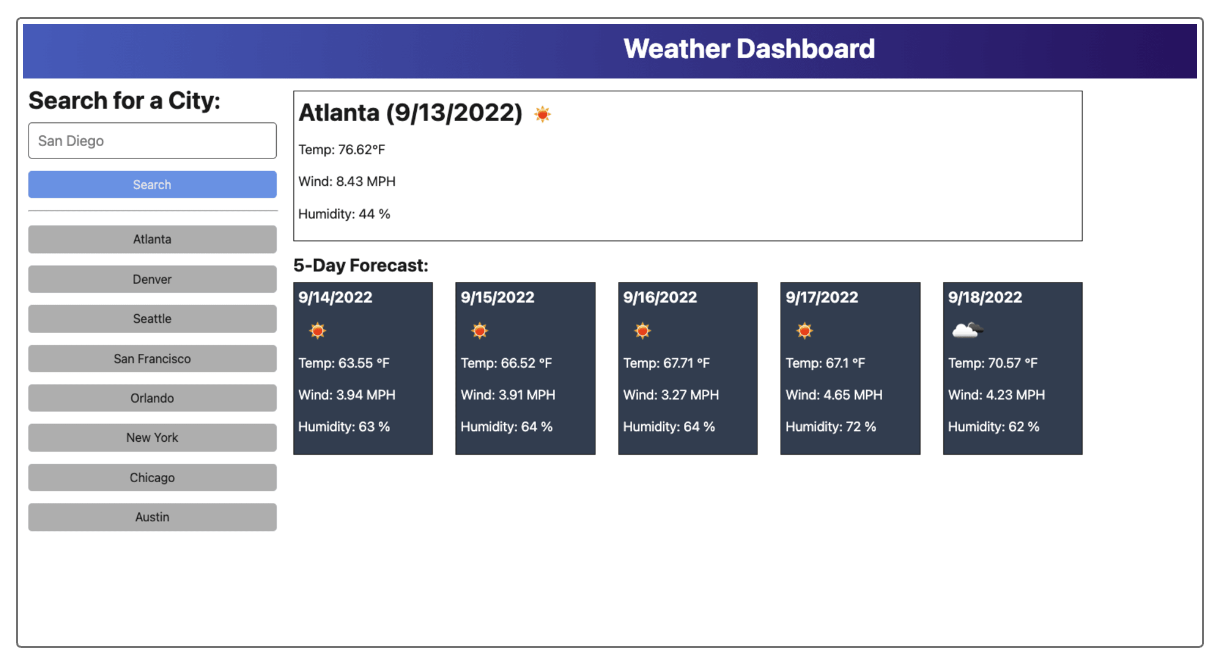 Weather Dashboard
Search for a City:
San Diego
Search
Atlanta
Denver
Seattle
San Francisco
Orlando
New York
Chicago
Austin
Atlanta (9/13/2022)
Temp: 76.62°F
Wind: 8.43 MPH
Humidity: 44 %
5-Day Forecast:
9/14/2022
Temp: 63.55 °F
Wind: 3.94 MPH
Humidity: 63 %
9/15/2022
Temp: 66.52 °F
Wind: 3.91 MPH
Humidity: 64 %
9/16/2022
Temp: 67.71 °F
Wind: 3.27 MPH
Humidity: 64 %
9/17/2022
Temp: 67.1 °F
Wind: 4.65 MPH
Humidity: 72 %
9/18/2022
Temp: 70.57 °F
Wind: 4.23 MPH
Humidity: 62 %